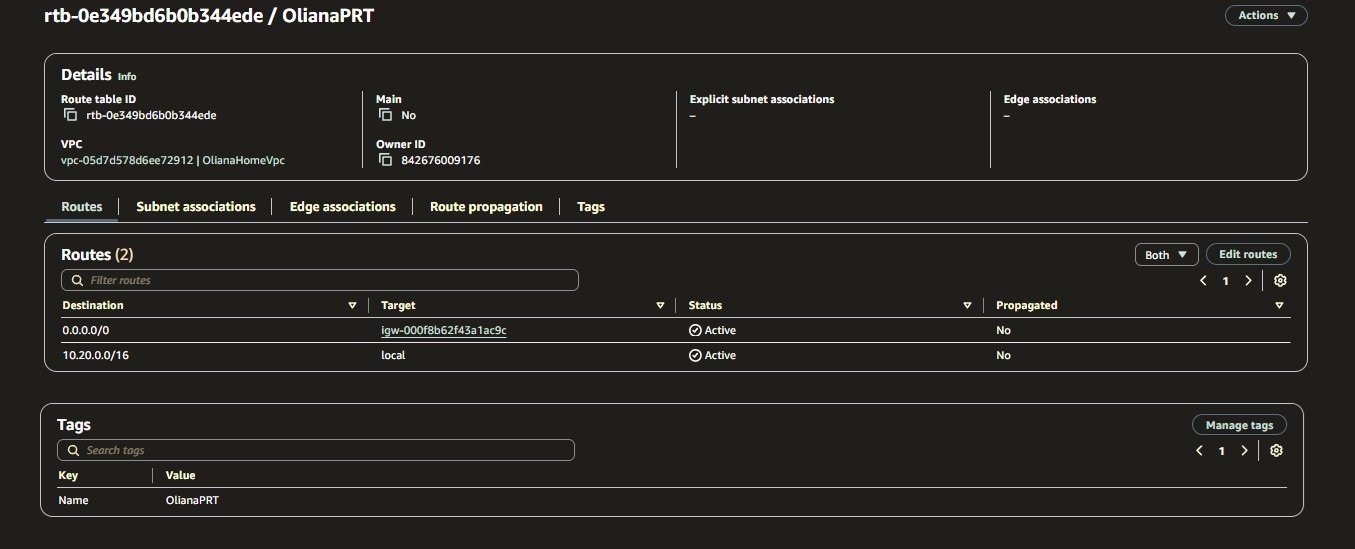 rtb-0e349bd6b0b344ede / OlianaPRT
Actions
Details Info
Route table ID
rtb-0e349bd6b0b344ede
Main
No
Explicit subnet associations
–
Edge associations
–
VPC
vpc-05d7d578d6ee72912 | OlianaHomeVpc
Owner ID
842676009176
Routes
Subnet associations
Edge associations
Route propagation
Tags
Routes (2)
Both
Edit routes
Filter routes
1
Destination Target Status Propagated
0.0.0.0/0 igw-000f8b62f43a1ac9c Active No
10.20.0.0/16 local Active No
Tags
Manage tags
Search tags
1
Key Value
Name OlianaPRT